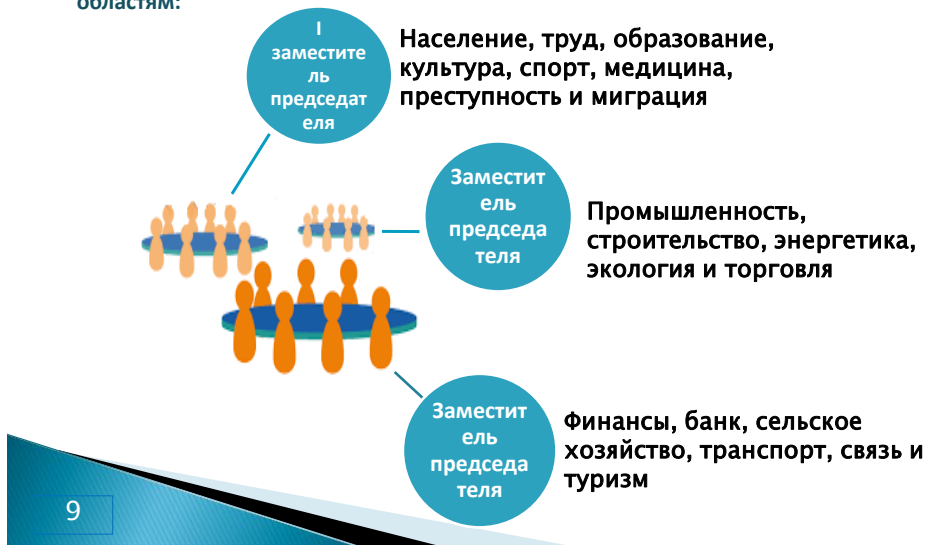 областям:
I
заместите
ль
председат
еля
Население, труд, образование,
культура, спорт, медицина,
преступность и миграция
Заместит
ель
председа
теля
Промышленность,
строительство, энергетика,
экология и торговля
Заместит
ель
председа
теля
Финансы, банк, сельское
хозяйство, транспорт, связь и
туризм
9